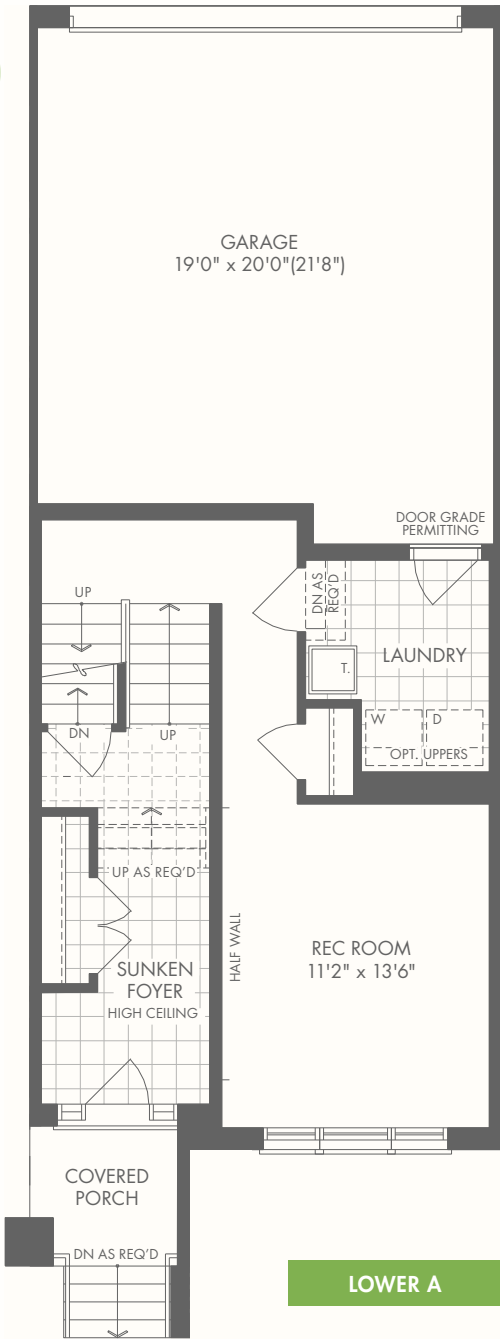 GARAGE
19'0" x 20'0"(21'8")
DOOR GRADE
PERMITTING
UP
DN AS
REQ'D
T.
LAUNDRY
W
D
OPT. UPPERS
DN
UP
UP AS REQ'D
SUNKEN
FOYER
HIGH CEILING
HALF WALL
REC ROOM
11'2" x 13'6"
COVERED
PORCH
DN AS REQ'D
LOWER A